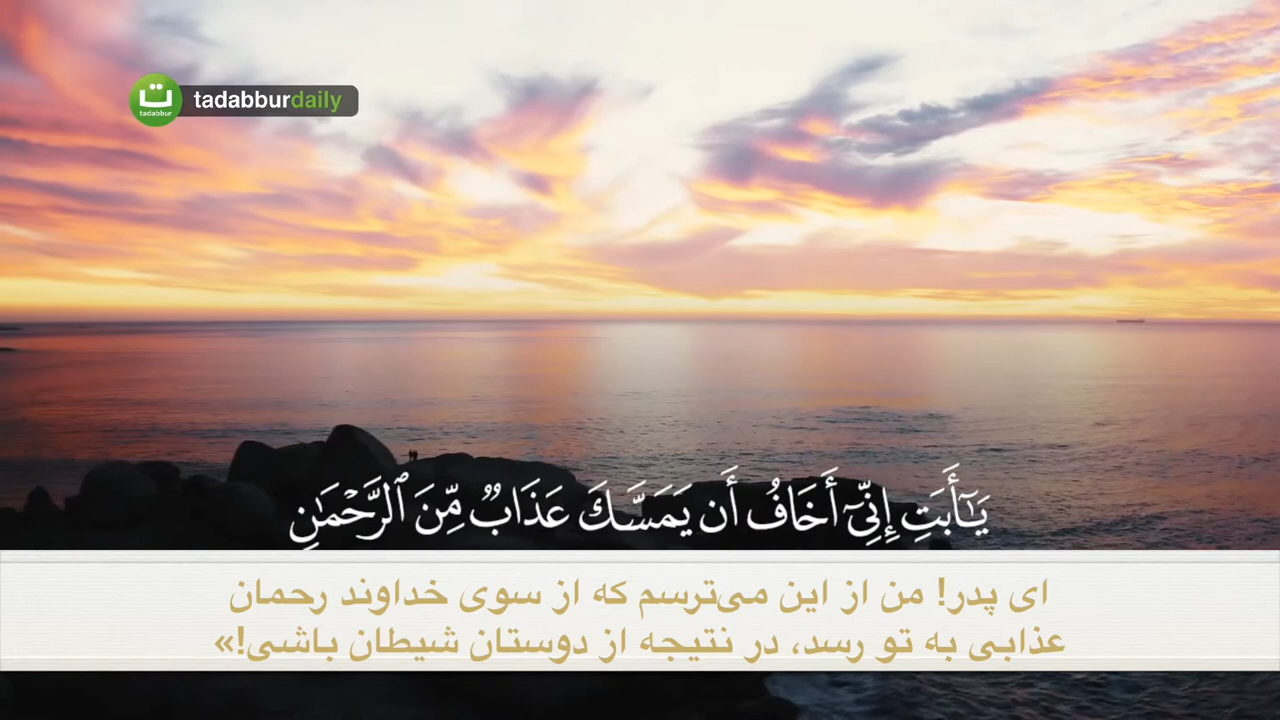 ت
tadabbur
tadabburdaily
يَٰٓأَبَتِ إِنِّيٓ أَخَافُ أَن يَمَسَّكَ عَذَابٌ مِّنَ ٱلرَّحْمَٰنِ
ای پدر! من از این می‌ترسم که از سوی خداوند رحمان
عذابی به تو رسد، در نتیجه از دوستان شیطان باشی!»